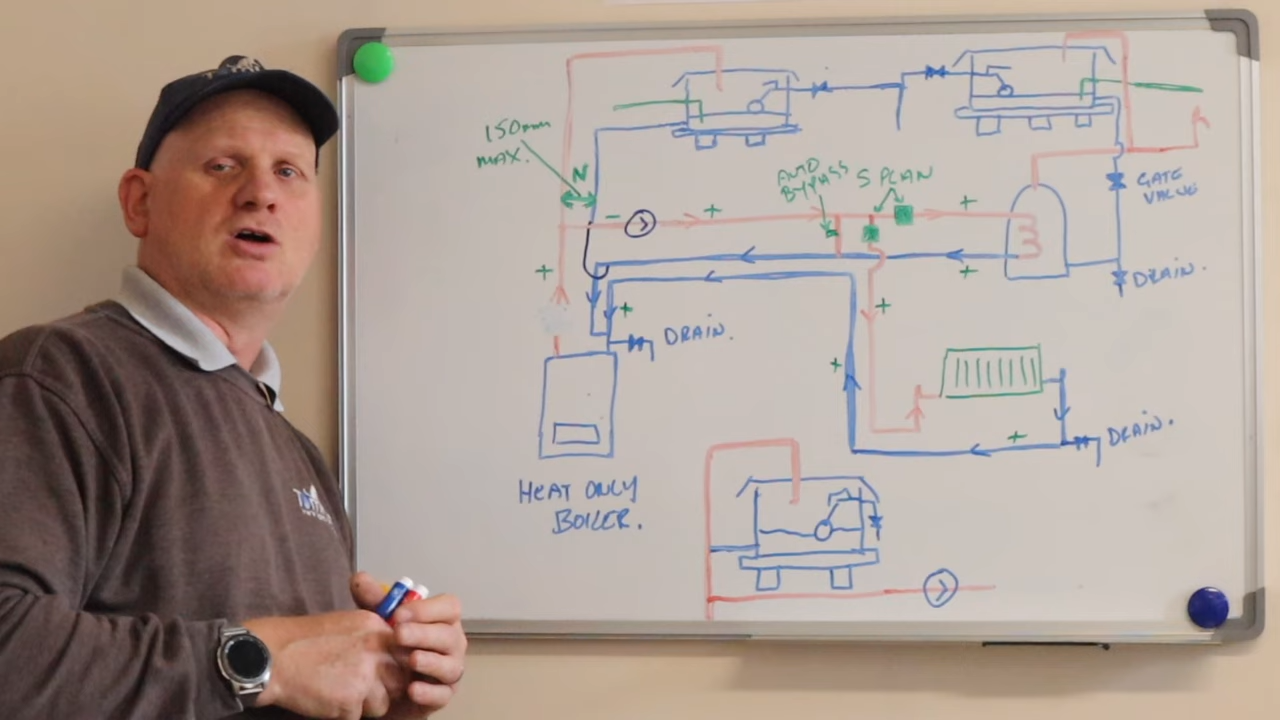 150mm
MAX.
N
AUTO
BYPASS
S PLAN
GATE
VALVE
DRAIN.
DRAIN.
DRAIN.
HEAT ONLY
BOILER.